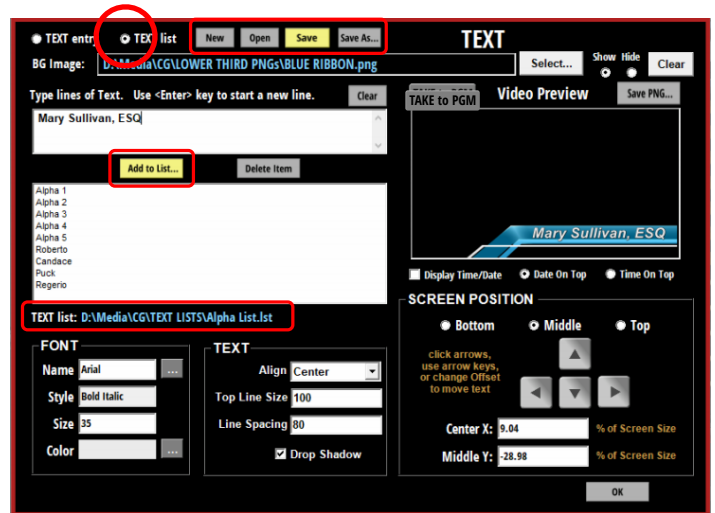 TEXT entry TEXT list New Open Save Save As... TEXT
BG Image: D:\Media\CG\LOWER THIRD PNGs\BLUE RIBBON.png Select... Show Hide Clear
Type lines of Text. Use <Enter> key to start a new line. Clear TAKE to PGM Video Preview Save PNG...
Mary Sullivan, ESQ
Add to List... Delete Item
Alpha 1
Alpha 2
Alpha 3
Alpha 4
Alpha 5
Roberto
Candace
Puck
Regerio
Mary Sullivan, ESQ
Display Time/Date Date On Top Time On Top
TEXT list: D:\Media\CG\TEXT LISTS\Alpha List.lst
FONT
Name Arial ...
Style Bold Italic
Size 35
Color ...
TEXT
Align Center
Top Line Size 100
Line Spacing 80
Drop Shadow
SCREEN POSITION
Bottom Middle Top
click arrows,
use arrow keys,
or change Offset
to move text
Center X: 9.04 % of Screen Size
Middle Y: -28.98 % of Screen Size
OK